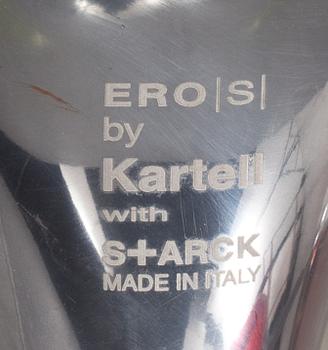 ERO|S|
by
Kartell
with
S+ARCK
MADE IN ITALY